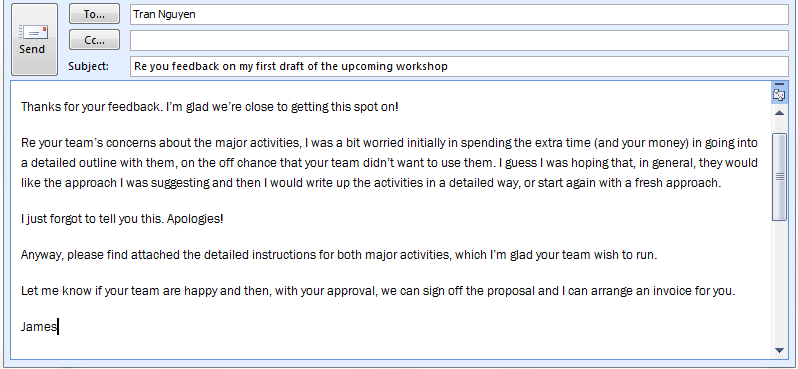 To...
Tran Nguyen
Cc...
Send
Subject:
Re you feedback on my first draft of the upcoming workshop
Thanks for your feedback. I'm glad we're close to getting this spot on!
Re your team's concerns about the major activities, I was a bit worried initially in spending the extra time (and your money) in going into
a detailed outline with them, on the off chance that your team didn't want to use them. I guess I was hoping that, in general, they would
like the approach I was suggesting and then I would write up the activities in a detailed way, or start again with a fresh approach.
I just forgot to tell you this. Apologies!
Anyway, please find attached the detailed instructions for both major activities, which I'm glad your team wish to run.
Let me know if your team are happy and then, with your approval, we can sign off the proposal and I can arrange an invoice for you.
James